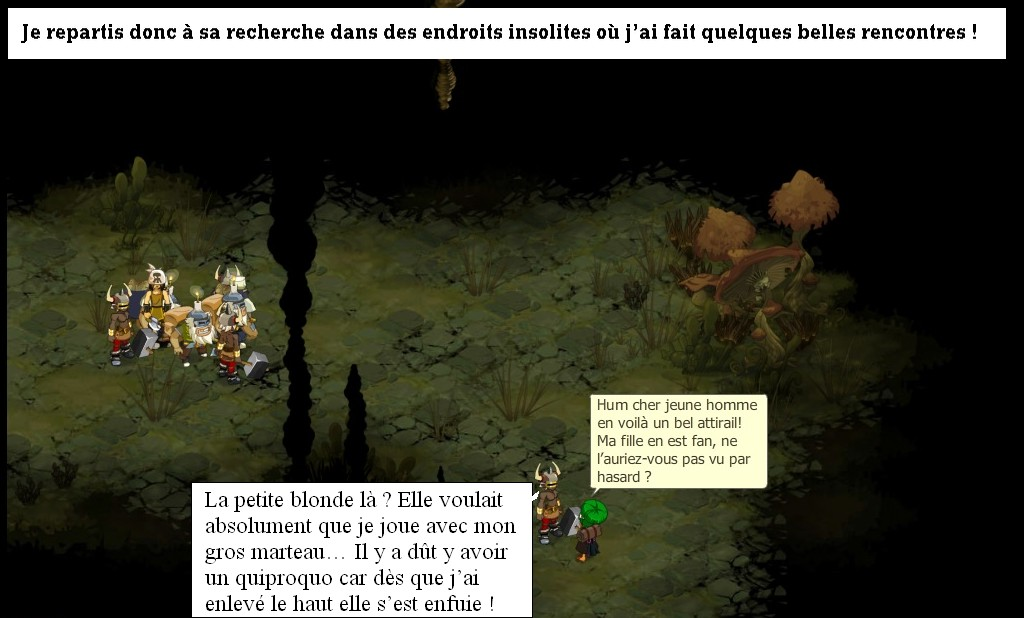 Je repartis donc à sa recherche dans des endroits insolites où j’ai fait quelques belles rencontres !
Hum cher jeune homme
en voilà un bel attirail!
Ma fille en est fan, ne
l’auriez-vous pas vu par
hasard ?
La petite blonde là ? Elle voulait
absolument que je joue avec mon
gros marteau… Il y a dût y avoir
un quiproquo car dès que j’ai
enlevé le haut elle s’est enfuie !